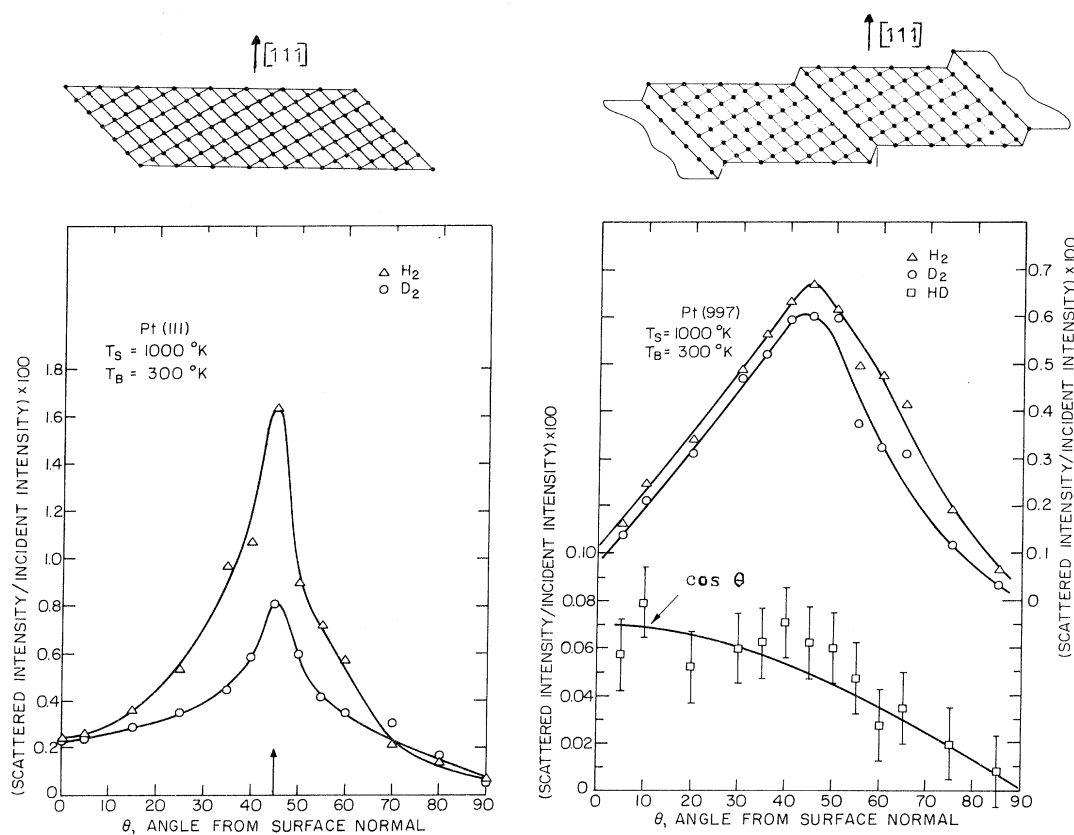 [111]
[111]
△ H2
○ D2
Pt (111)
TS = 1000 °K
TB = 300 °K
1.8
1.6
1.4
1.2
1.0
0.8
0.6
0.4
0.2
0
(SCATTERED INTENSITY/INCIDENT INTENSITY) x100
0 10 20 30 40 50 60 70 80 90
θ, ANGLE FROM SURFACE NORMAL
△ H2
○ D2
□ HD
Pt (997)
TS = 1000 °K
TB = 300 °K
0.7
0.6
0.5
0.4
0.3
0.2
0.1
0
(SCATTERED INTENSITY/INCIDENT INTENSITY) x100
cos θ
0.10
0.08
0.06
0.04
0.02
0
(SCATTERED INTENSITY/INCIDENT INTENSITY) x100
0 10 20 30 40 50 60 70 80 90
θ, ANGLE FROM SURFACE NORMAL